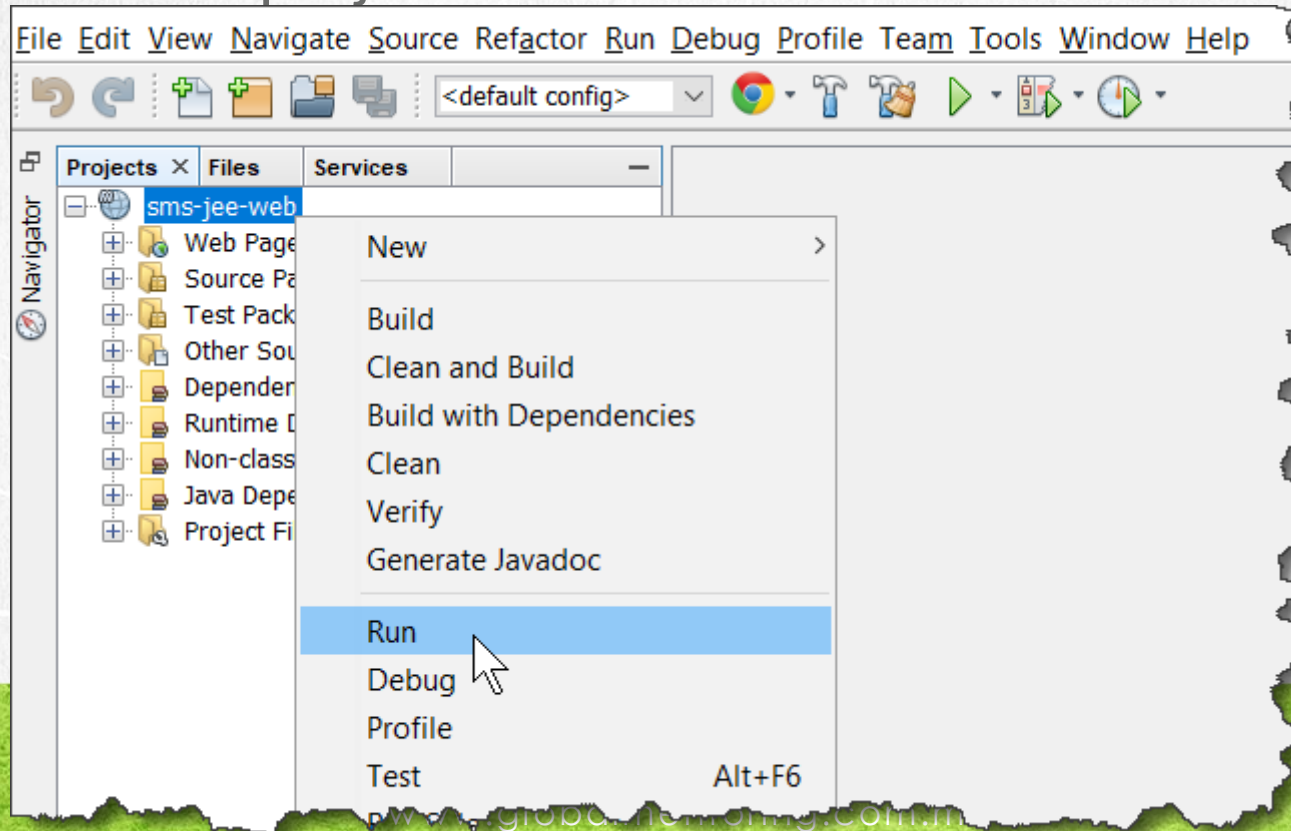 File Edit View Navigate Source Refactor Run Debug Profile Team Tools Window Help
<default config>
Projects Files Services
Navigator
sms-jee-web
Web Page
Source Pa
Test Pack
Other Sou
Depender
Runtime D
Non-class
Java Depe
Project Fi
New
Build
Clean and Build
Build with Dependencies
Clean
Verify
Generate Javadoc
Run
Debug
Profile
Test Alt+F6